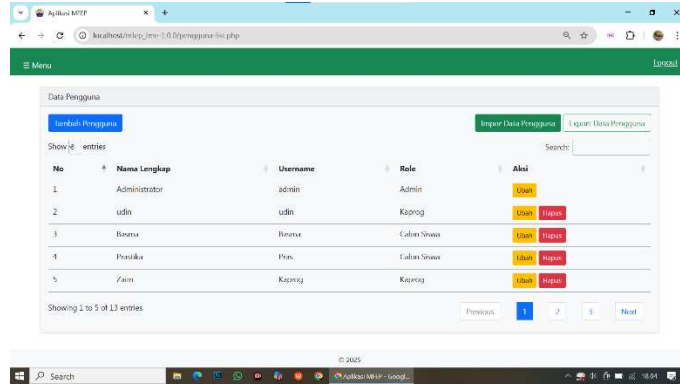 Aplikasi MFEP
localhost/mfep_hmr-1.0.0/pengguna-list.php
Menu Logout
Data Pengguna
Tambah Pengguna Impor Data Pengguna Export Data Pengguna
Show entries Search:
No Nama Lengkap Username Role Aksi
1 Administrator admin Admin Ubah
2 udin udin Kaprog Ubah Hapus
3 Basma Basma Calon Siswa Ubah Hapus
4 Prastika Pras Calon Siswa Ubah Hapus
5 Zaim Kaprog Kaprog Ubah Hapus
Showing 1 to 5 of 13 entries Previous 1 2 3 Next
© 2025
Search Aplikasi MFEP - Googl... 18.04